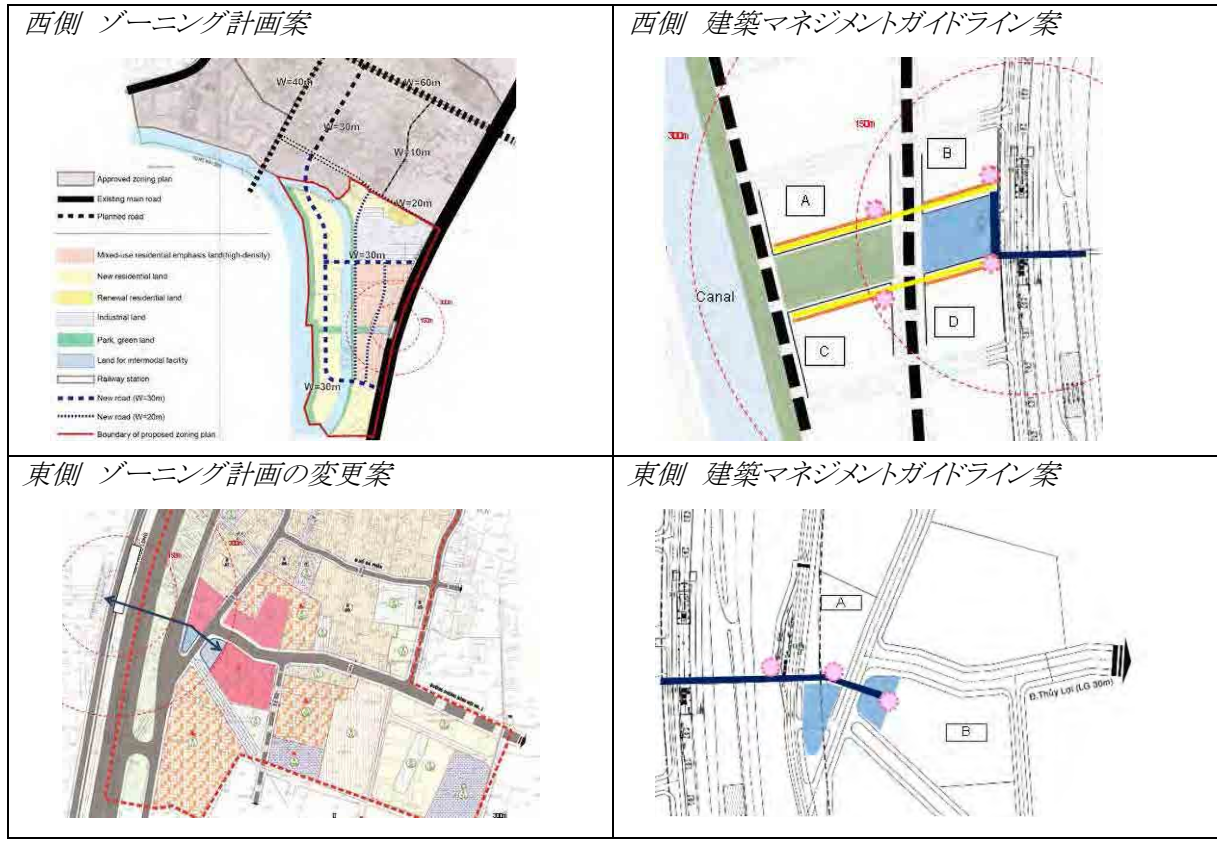 西側 ゾーニング計画案
W=40m
W=60m
W=30m
W=10m
W=20m
W=30m
300m
150m
W=30m
Approved zoning plan
Existing main road
Planned road
Mixed-use residential emphasis land(high-density)
New residential land
Renewal residential land
Industrial land
Park, green land
Land for intermodal facility
Railway station
New road (W=30m)
New road (W=20m)
Boundary of proposed zoning plan
西側 建築マネジメントガイドライン案
300m
150m
B
A
Canal
D
C
東側 ゾーニング計画の変更案
150m
300m
300m
東側 建築マネジメントガイドライン案
A
Đ.Thủy Lợi (LG 30m)
B